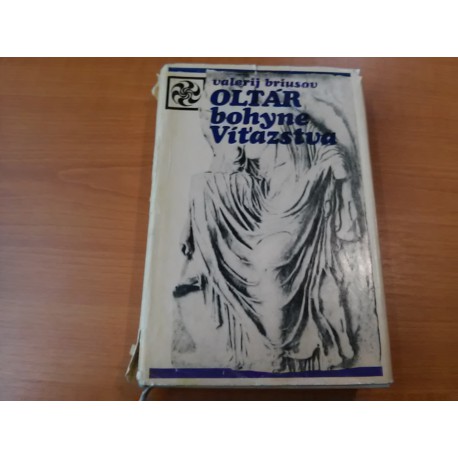 valerij briusov
OLTÁR
bohyne
Víťazstva